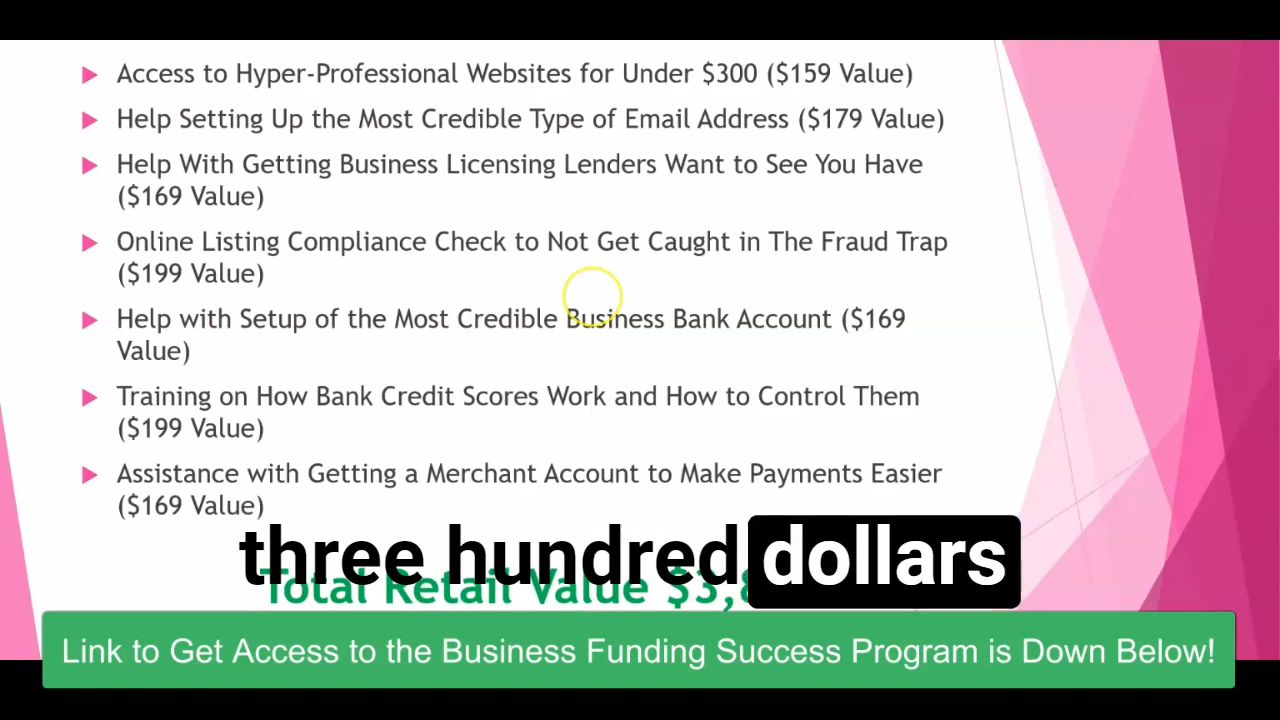 Access to Hyper-Professional Websites for Under $300 ($159 Value)
Help Setting Up the Most Credible Type of Email Address ($179 Value)
Help With Getting Business Licensing Lenders Want to See You Have
($169 Value)
Online Listing Compliance Check to Not Get Caught in The Fraud Trap
($199 Value)
Help with Setup of the Most Credible Business Bank Account ($169
Value)
Training on How Bank Credit Scores Work and How to Control Them
($199 Value)
Assistance with Getting a Merchant Account to Make Payments Easier
($169 Value)
three hundred dollars
Total Retail Value
Link to Get Access to the Business Funding Success Program is Down Below!